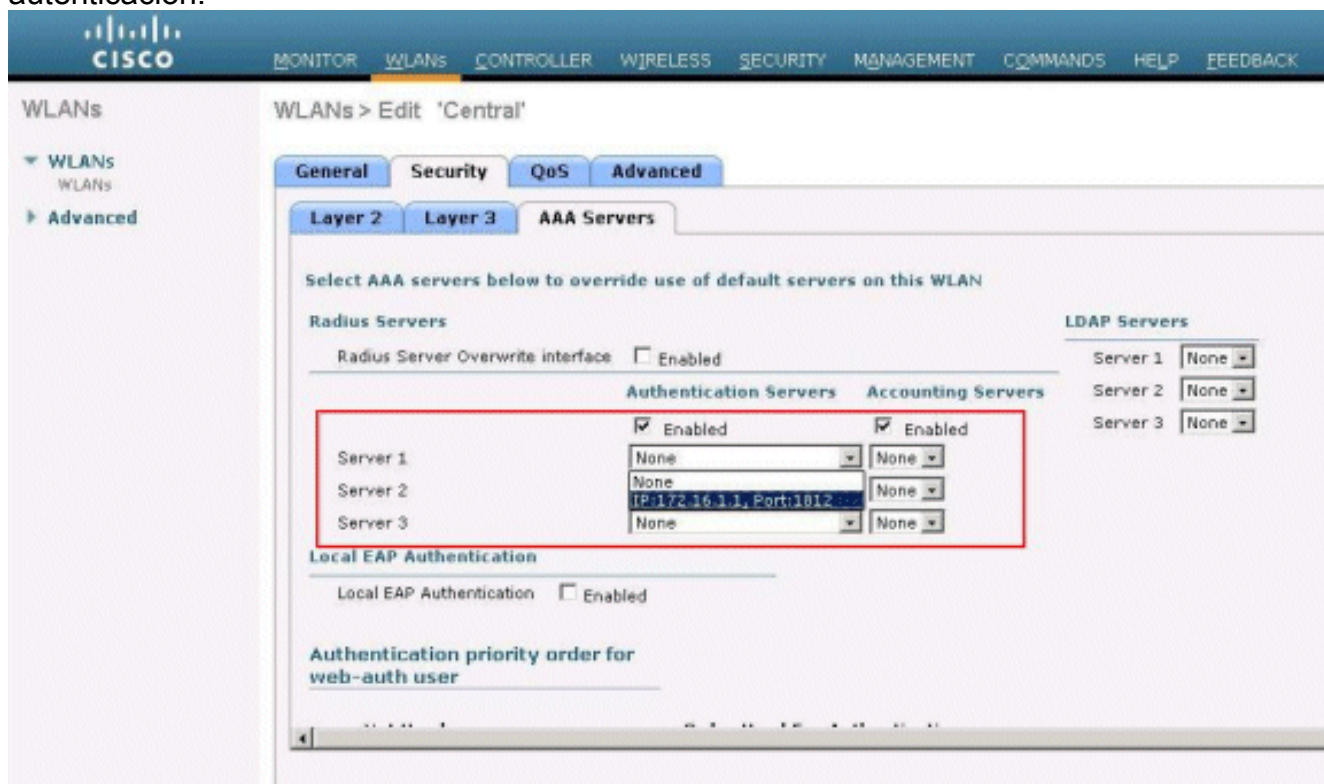 autenticación.
CISCO
MONITOR WLANs CONTROLLER WIRELESS SECURITY MANAGEMENT COMMANDS HELP FEEDBACK
WLANs
WLANs > Edit 'Central'
WLANs
WLANs
Advanced
General Security QoS Advanced
Layer 2 Layer 3 AAA Servers
Select AAA servers below to override use of default servers on this WLAN
Radius Servers
LDAP Servers
Radius Server Overwrite interface Enabled
Server 1 None
Authentication Servers Accounting Servers
Server 2 None
Enabled Enabled
Server 3 None
Server 1 None None
None
Server 2 IP:172.16.1.1, Port:1812 None
Server 3 None None
Local EAP Authentication
Local EAP Authentication Enabled
Authentication priority order for
web-auth user